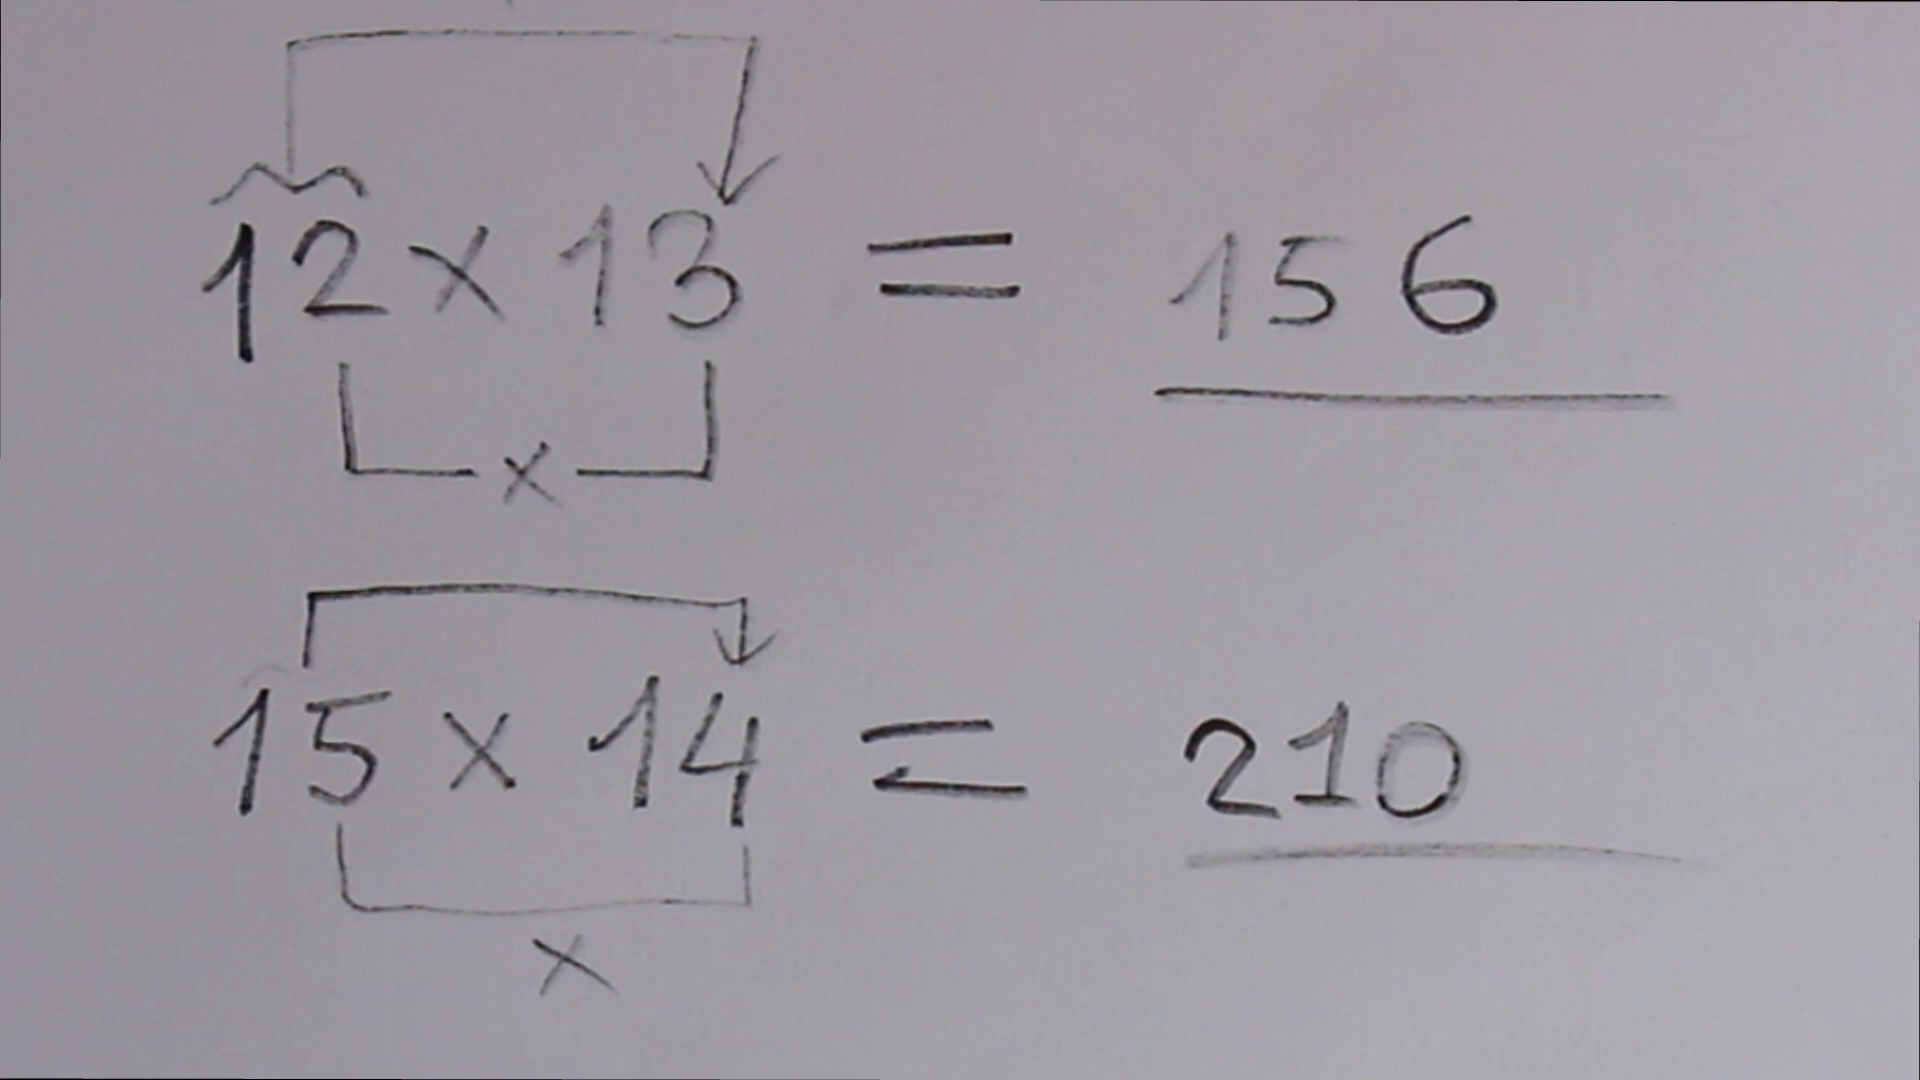 12 × 13 = 156
×
15 × 14 = 210
×